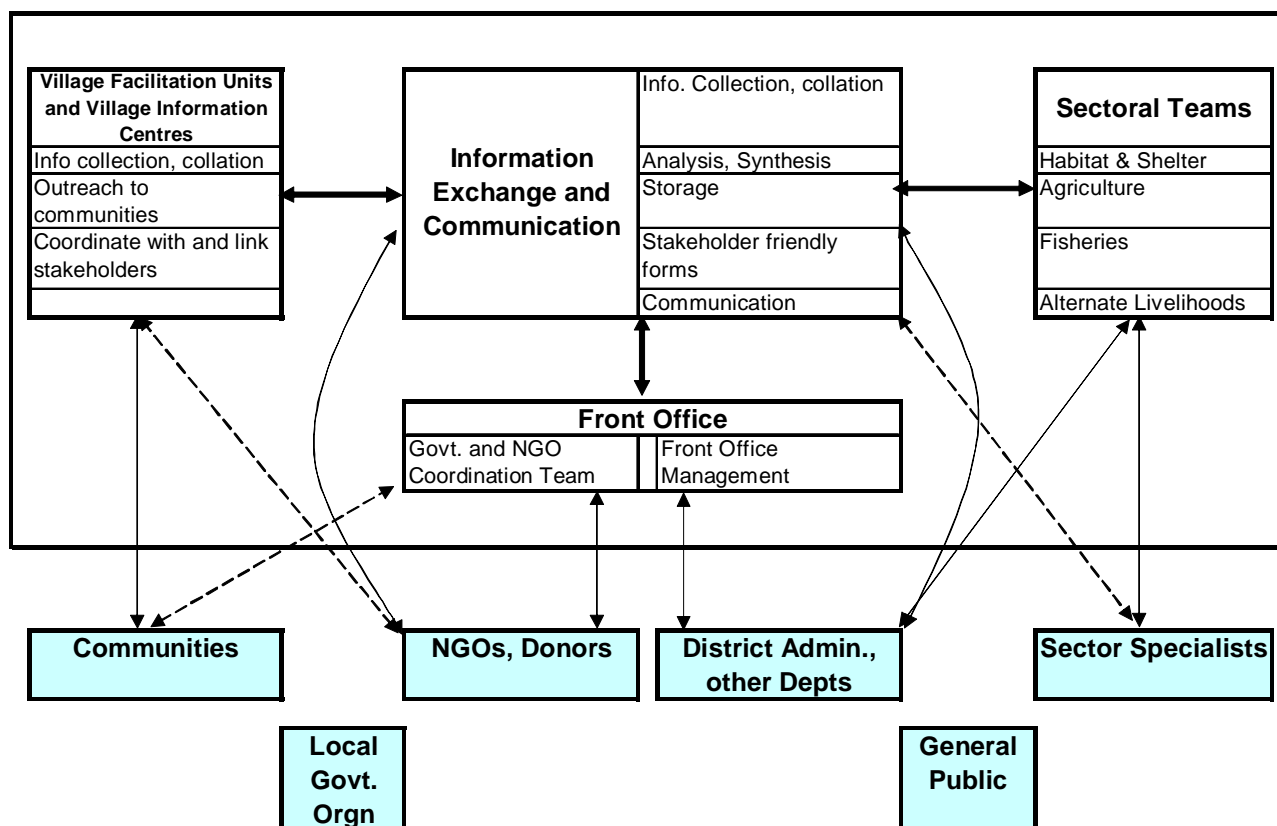 Village Facilitation Units
and Village Information
Centres
Info collection, collation
Outreach to
communities
Coordinate with and link
stakeholders
Information
Exchange and
Communication
Info. Collection, collation
Analysis, Synthesis
Storage
Stakeholder friendly
forms
Communication
Sectoral Teams
Habitat & Shelter
Agriculture
Fisheries
Alternate Livelihoods
Front Office
Govt. and NGO
Coordination Team
Front Office
Management
Communities
NGOs, Donors
District Admin.,
other Depts
Sector Specialists
Local
Govt.
Orgn
General
Public